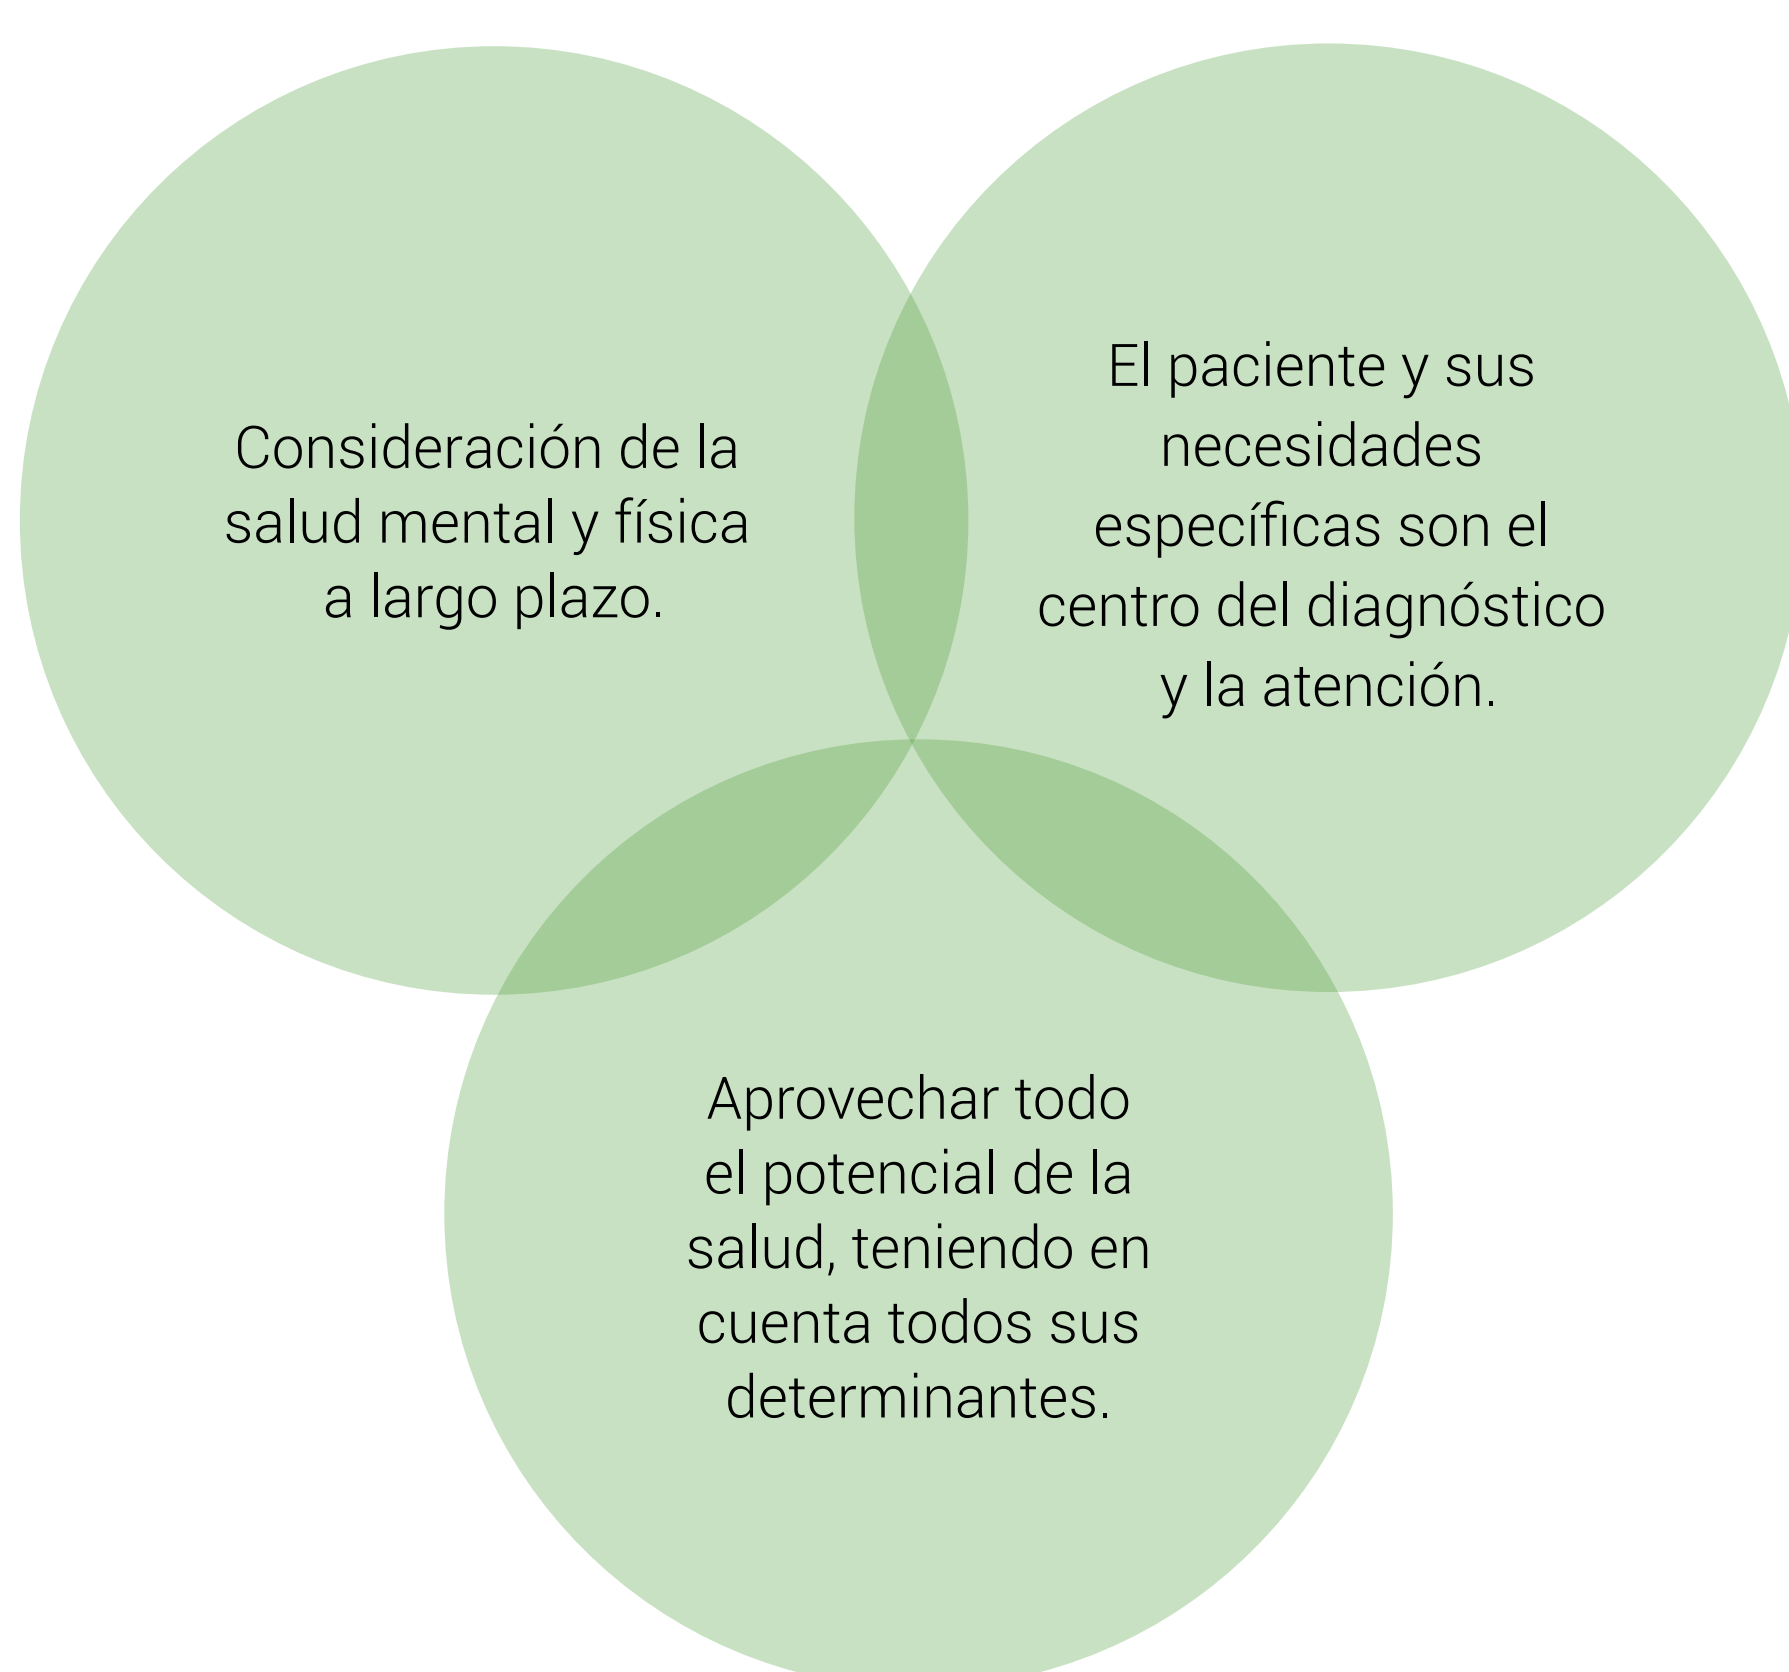 Consideración de la
salud mental y física
a largo plazo.
El paciente y sus
necesidades
específicas son el
centro del diagnóstico
y la atención.
Aprovechar todo
el potencial de la
salud, teniendo en
cuenta todos sus
determinantes.